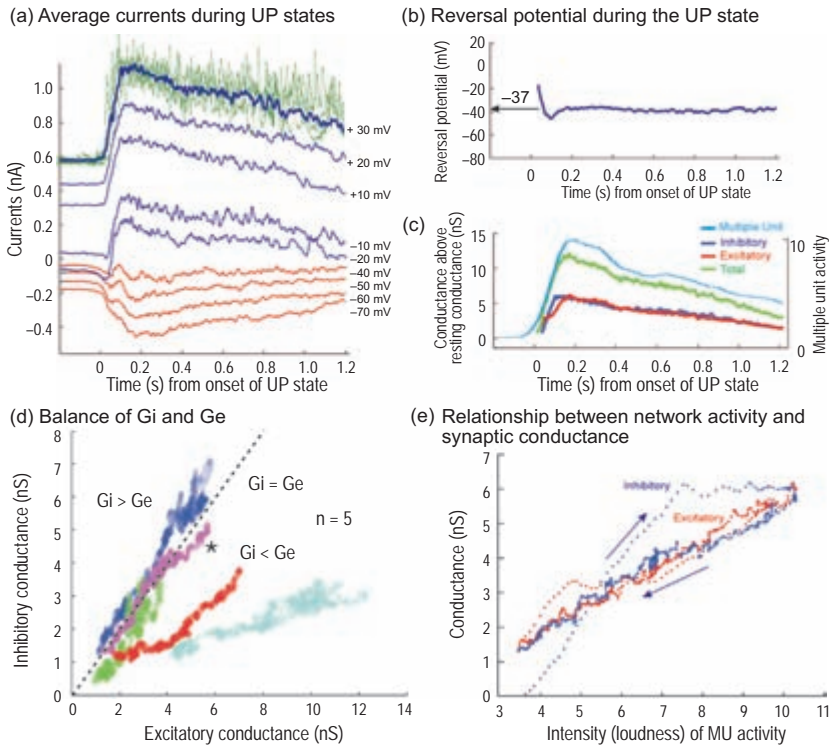 (a) Average currents during UP states
Currents (nA)
1.0
0.8
0.6
0.4
0.2
0
−0.2
−0.4
+ 30 mV
+ 20 mV
+10 mV
−10 mV
−20 mV
−40 mV
−50 mV
−60 mV
−70 mV
0 0.2 0.4 0.6 0.8 1.0 1.2
Time (s) from onset of UP state
(b) Reversal potential during the UP state
Reversal potential (mV)
20
0
−20
−40
−60
−80
−37
0 0.2 0.4 0.6 0.8 1.0 1.2
Time (s) from onset of UP state
(c)
Conductance above
resting conductance (nS)
15
10
5
0
Multiple Unit
Inhibitory
Excitatory
Total
10
0
Multiple unit activity
0 0.2 0.4 0.6 0.8 1.0 1.2
Time (s) from onset of UP state
(d) Balance of Gi and Ge
Inhibitory conductance (nS)
8
7
6
5
4
3
2
1
0
Gi > Ge
Gi = Ge
n = 5
Gi < Ge
★
0 2 4 6 8 10 12 14
Excitatory conductance (nS)
(e) Relationship between network activity and
synaptic conductance
Conductance (nS)
7
6
5
4
3
2
1
0
Inhibitory
Excitatory
3 4 5 6 7 8 9 10 11
Intensity (loudness) of MU activity